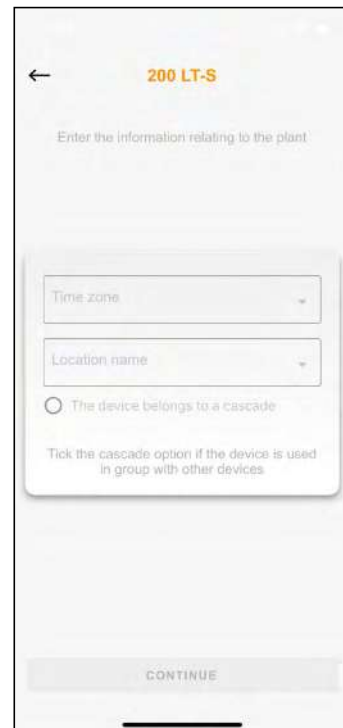 200 LT-S
Enter the information relating to the plant
Time zone
Location name
The device belongs to a cascade
Tick the cascade option if the device is used
in group with other devices
CONTINUE